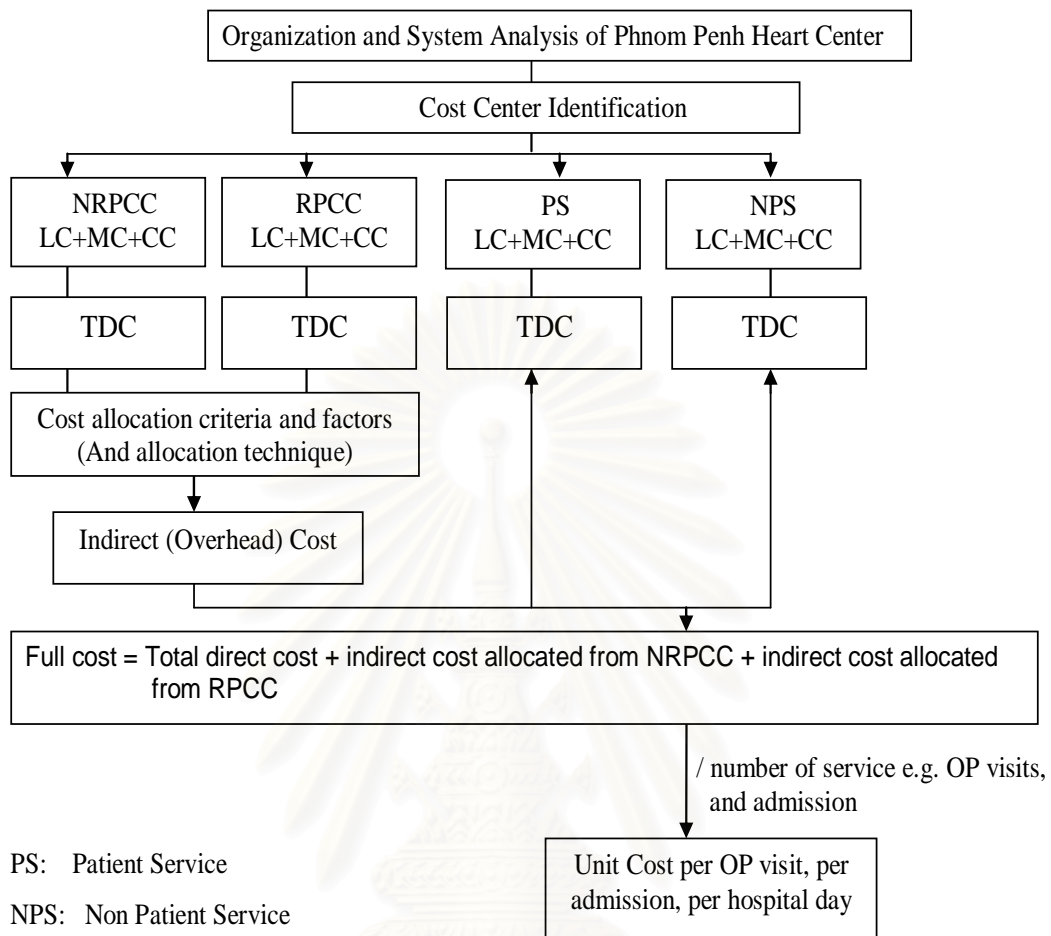 Organization and System Analysis of Phnom Penh Heart Center
Cost Center Identification
NRPCC
LC+MC+CC
RPCC
LC+MC+CC
PS
LC+MC+CC
NPS
LC+MC+CC
TDC
TDC
TDC
TDC
Cost allocation criteria and factors
(And allocation technique)
Indirect (Overhead) Cost
Full cost = Total direct cost + indirect cost allocated from NRPCC + indirect cost allocated
from RPCC
/ number of service e.g. OP visits,
and admission
Unit Cost per OP visit, per
admission, per hospital day
PS: Patient Service
NPS: Non Patient Service